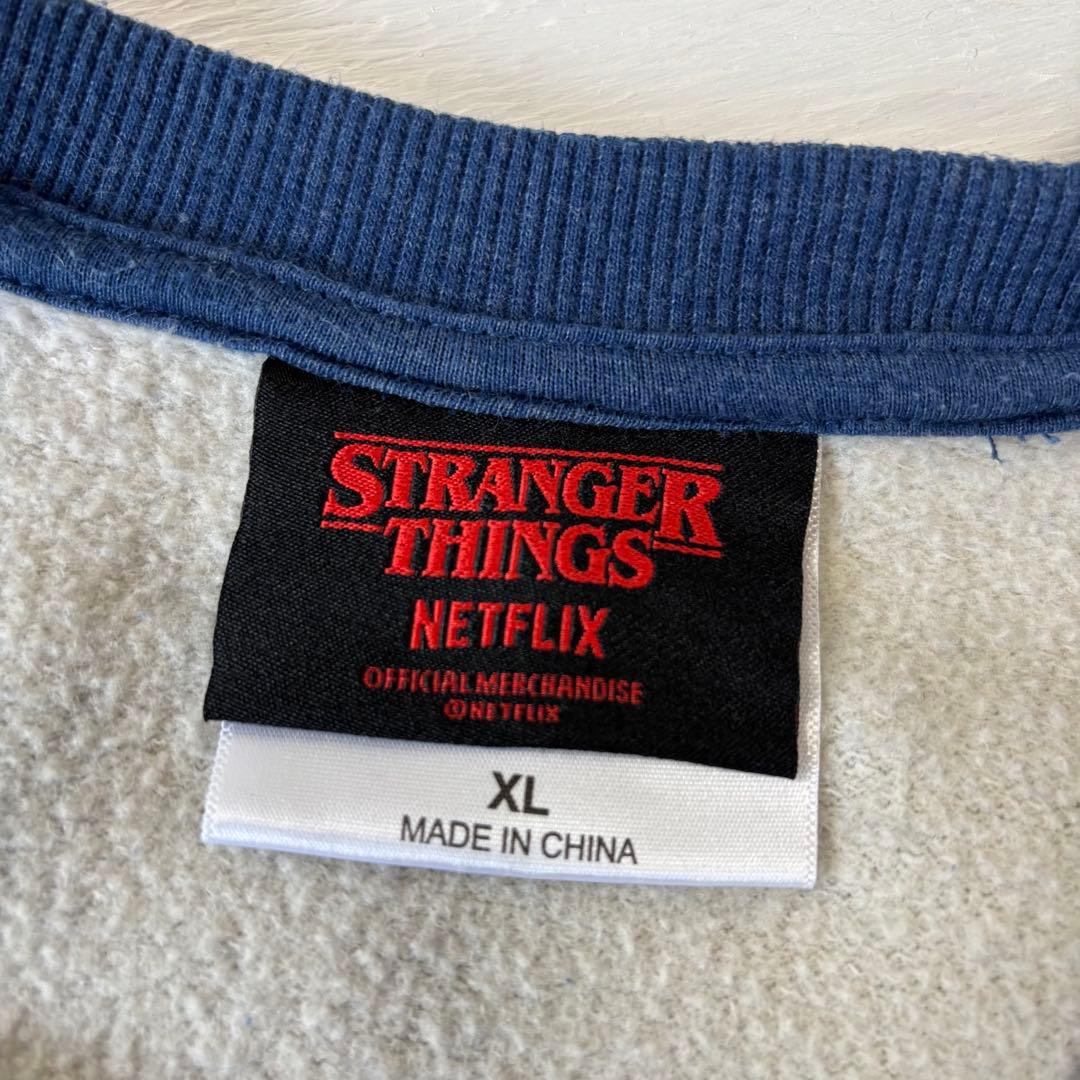 STRANGER
THINGS
NETFLIX
OFFICIAL MERCHANDISE
©NETFLIX
XL
MADE IN CHINA